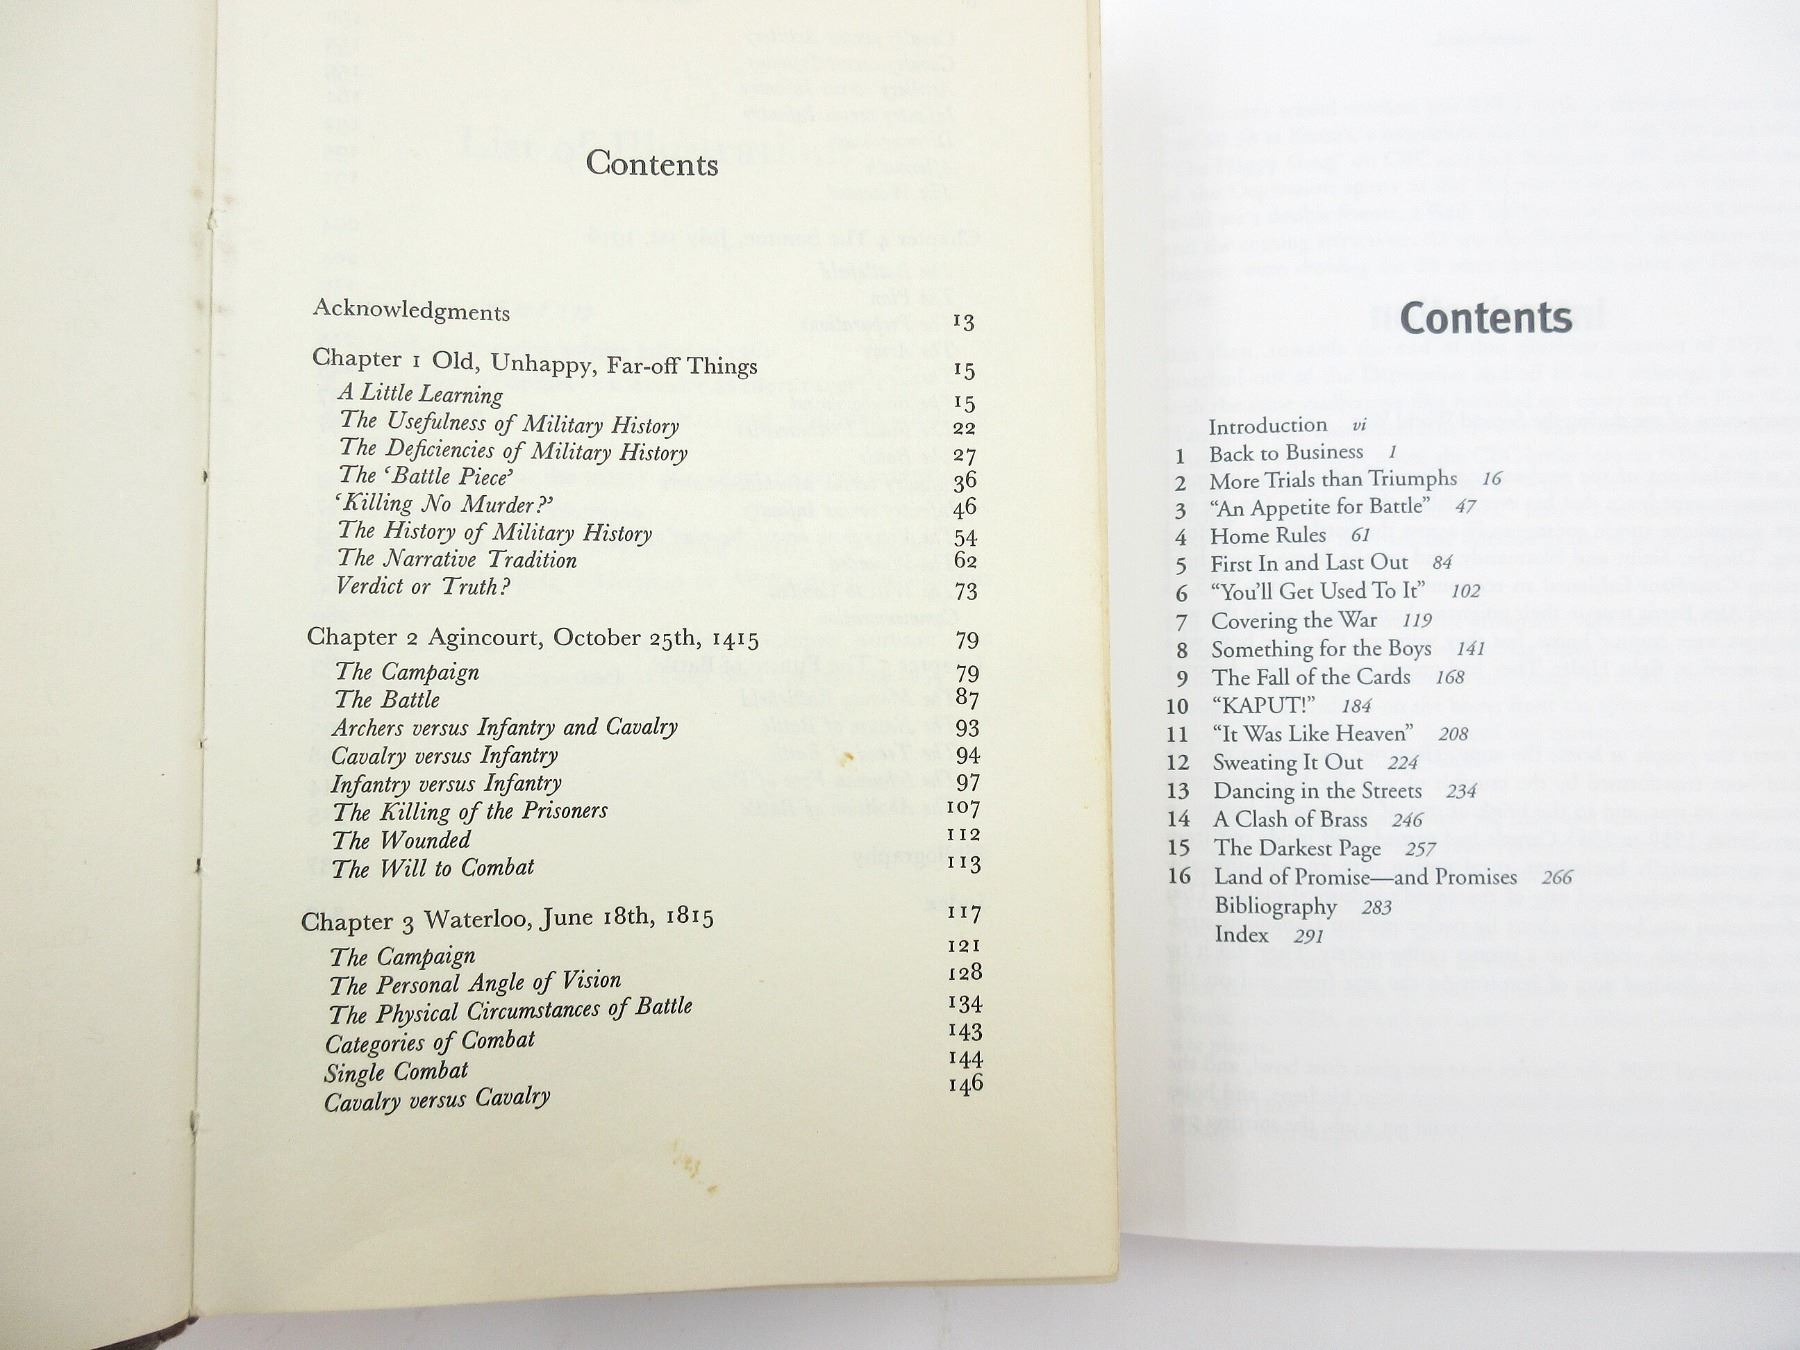 Contents
Acknowledgments 13
Chapter 1 Old, Unhappy, Far-off Things 15
A Little Learning 15
The Usefulness of Military History 22
The Deficiencies of Military History 27
The ‘Battle Piece’ 36
‘Killing No Murder?’ 46
The History of Military History 54
The Narrative Tradition 62
Verdict or Truth? 73
Chapter 2 Agincourt, October 25th, 1415 79
The Campaign 79
The Battle 87
Archers versus Infantry and Cavalry 93
Cavalry versus Infantry 94
Infantry versus Infantry 97
The Killing of the Prisoners 107
The Wounded 112
The Will to Combat 113
Chapter 3 Waterloo, June 18th, 1815 117
The Campaign 121
The Personal Angle of Vision 128
The Physical Circumstances of Battle 134
Categories of Combat 143
Single Combat 144
Cavalry versus Cavalry 146
Contents
Introduction vi
1 Back to Business 1
2 More Trials than Triumphs 16
3 “An Appetite for Battle” 47
4 Home Rules 61
5 First In and Last Out 84
6 “You’ll Get Used To It” 102
7 Covering the War 119
8 Something for the Boys 141
9 The Fall of the Cards 168
10 “KAPUT!” 184
11 “It Was Like Heaven” 208
12 Sweating It Out 224
13 Dancing in the Streets 234
14 A Clash of Brass 246
15 The Darkest Page 257
16 Land of Promise—and Promises 266
Bibliography 283
Index 291